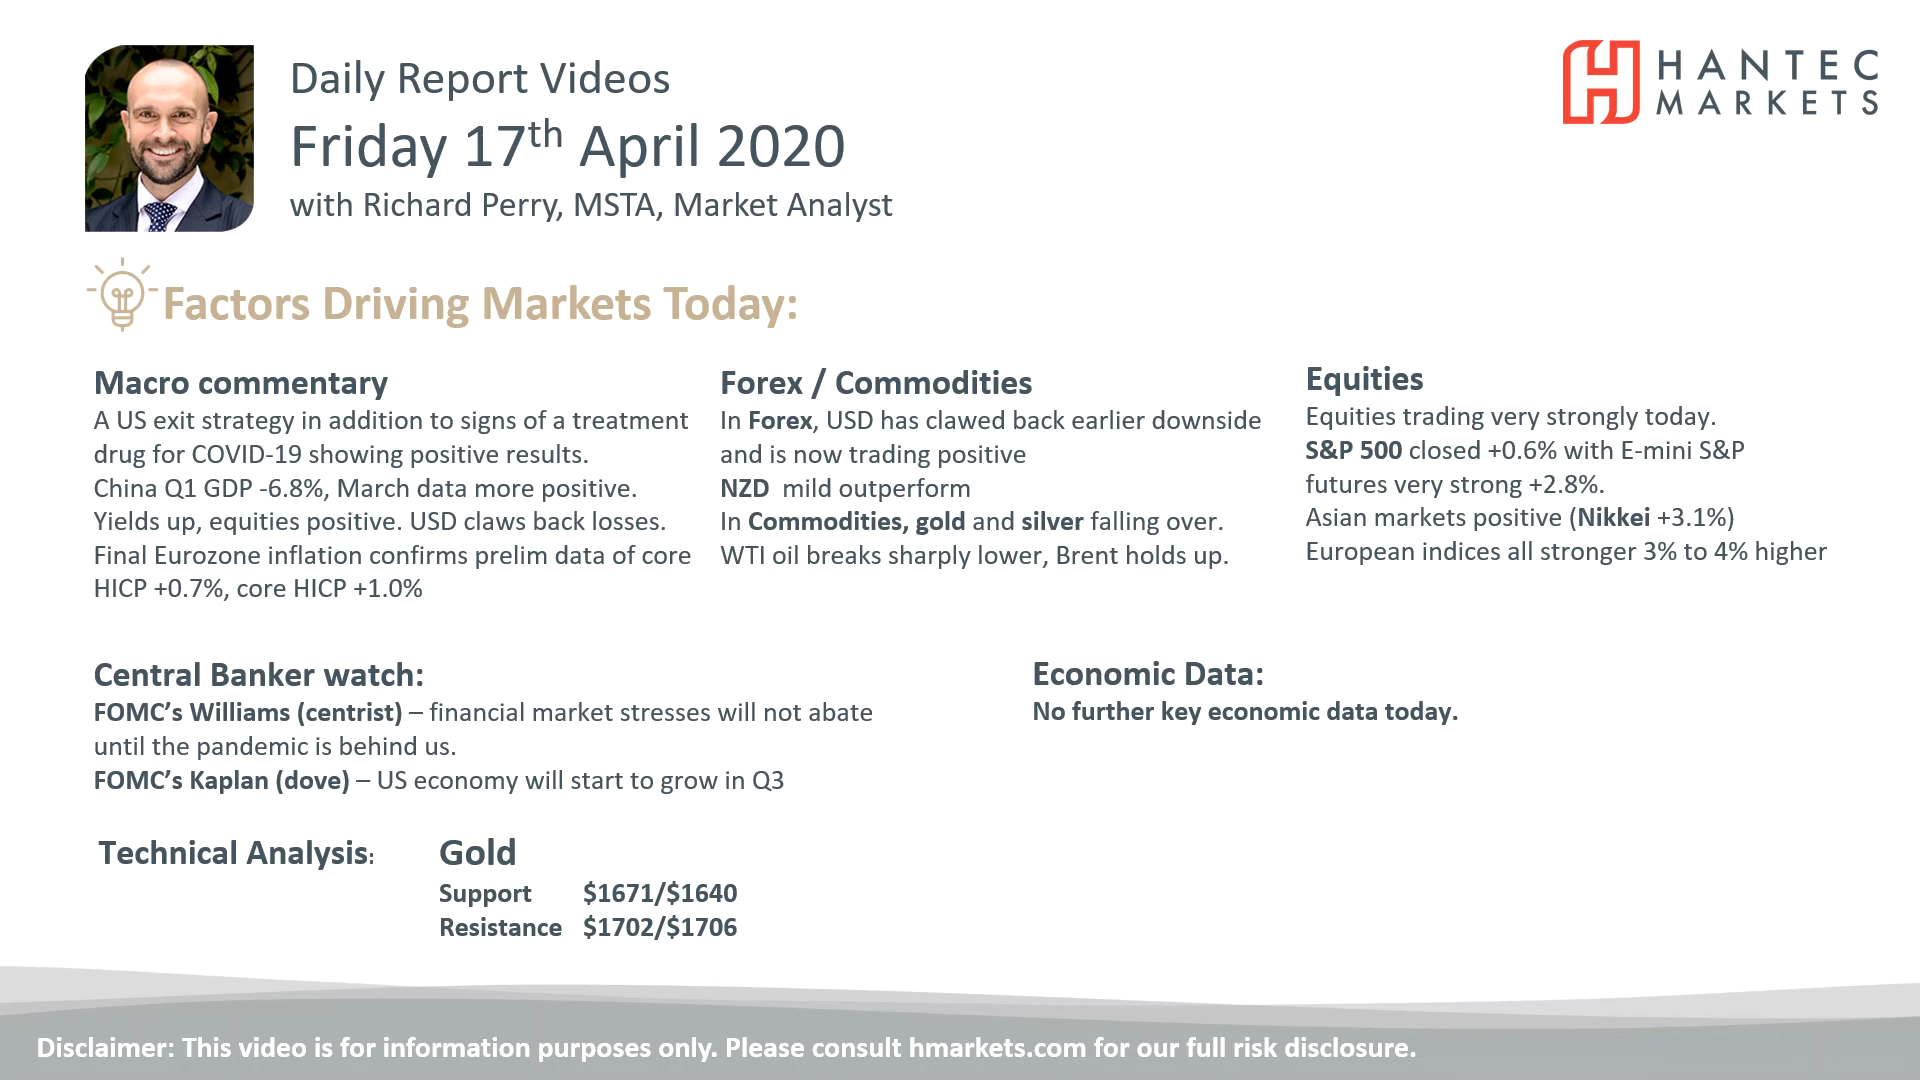 Daily Report Videos
Friday 17th April 2020
with Richard Perry, MSTA, Market Analyst
HANTEC
MARKETS
Factors Driving Markets Today:
Macro commentary
A US exit strategy in addition to signs of a treatment
drug for COVID-19 showing positive results.
China Q1 GDP -6.8%, March data more positive.
Yields up, equities positive. USD claws back losses.
Final Eurozone inflation confirms prelim data of core
HICP +0.7%, core HICP +1.0%
Forex / Commodities
In Forex, USD has clawed back earlier downside
and is now trading positive
NZD mild outperform
In Commodities, gold and silver falling over.
WTI oil breaks sharply lower, Brent holds up.
Equities
Equities trading very strongly today.
S&P 500 closed +0.6% with E-mini S&P
futures very strong +2.8%.
Asian markets positive (Nikkei +3.1%)
European indices all stronger 3% to 4% higher
Central Banker watch:
FOMC’s Williams (centrist) – financial market stresses will not abate
until the pandemic is behind us.
FOMC’s Kaplan (dove) – US economy will start to grow in Q3
Economic Data:
No further key economic data today.
Technical Analysis:
Gold
Support $1671/$1640
Resistance $1702/$1706
Disclaimer: This video is for information purposes only. Please consult hmarkets.com for our full risk disclosure.